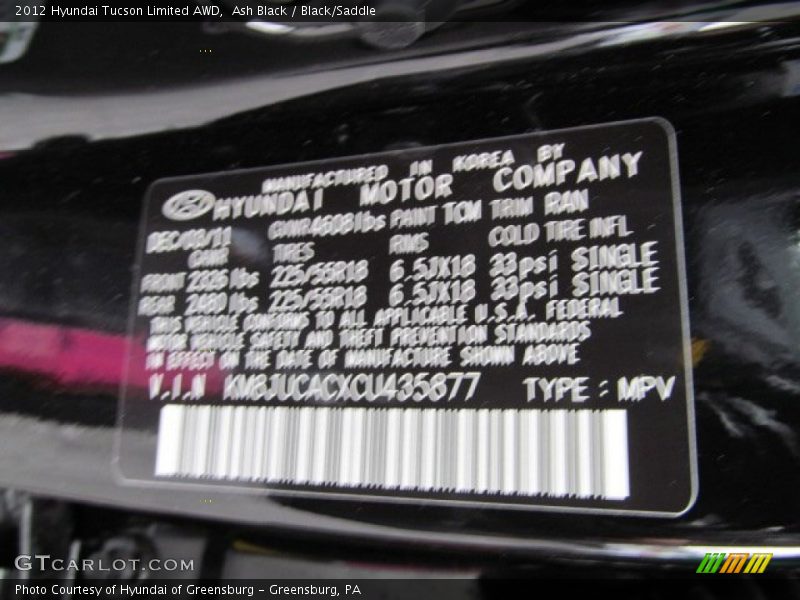 2012 Hyundai Tucson Limited AWD, Ash Black / Black/Saddle
MANUFACTURED IN KOREA BY
HYUNDAI MOTOR COMPANY
DEC/08/11 GVWR 4608 lbs PAINT TCM TRIM RAN
GAWR TIRES RIMS COLD TIRE INFL
FRONT 2326 lbs 225/55R18 6.5JX18 33psi SINGLE
REAR 2480 lbs 225/55R18 6.5JX18 33psi SINGLE
THIS VEHICLE CONFORMS TO ALL APPLICABLE U.S.A. FEDERAL
MOTOR VEHICLE SAFETY AND THEFT PREVENTION STANDARDS
IN EFFECT ON THE DATE OF MANUFACTURE SHOWN ABOVE
V.I.N KM8JUCACXCU435877 TYPE : MPV
GTCARLOT.COM
Photo Courtesy of Hyundai of Greensburg - Greensburg, PA